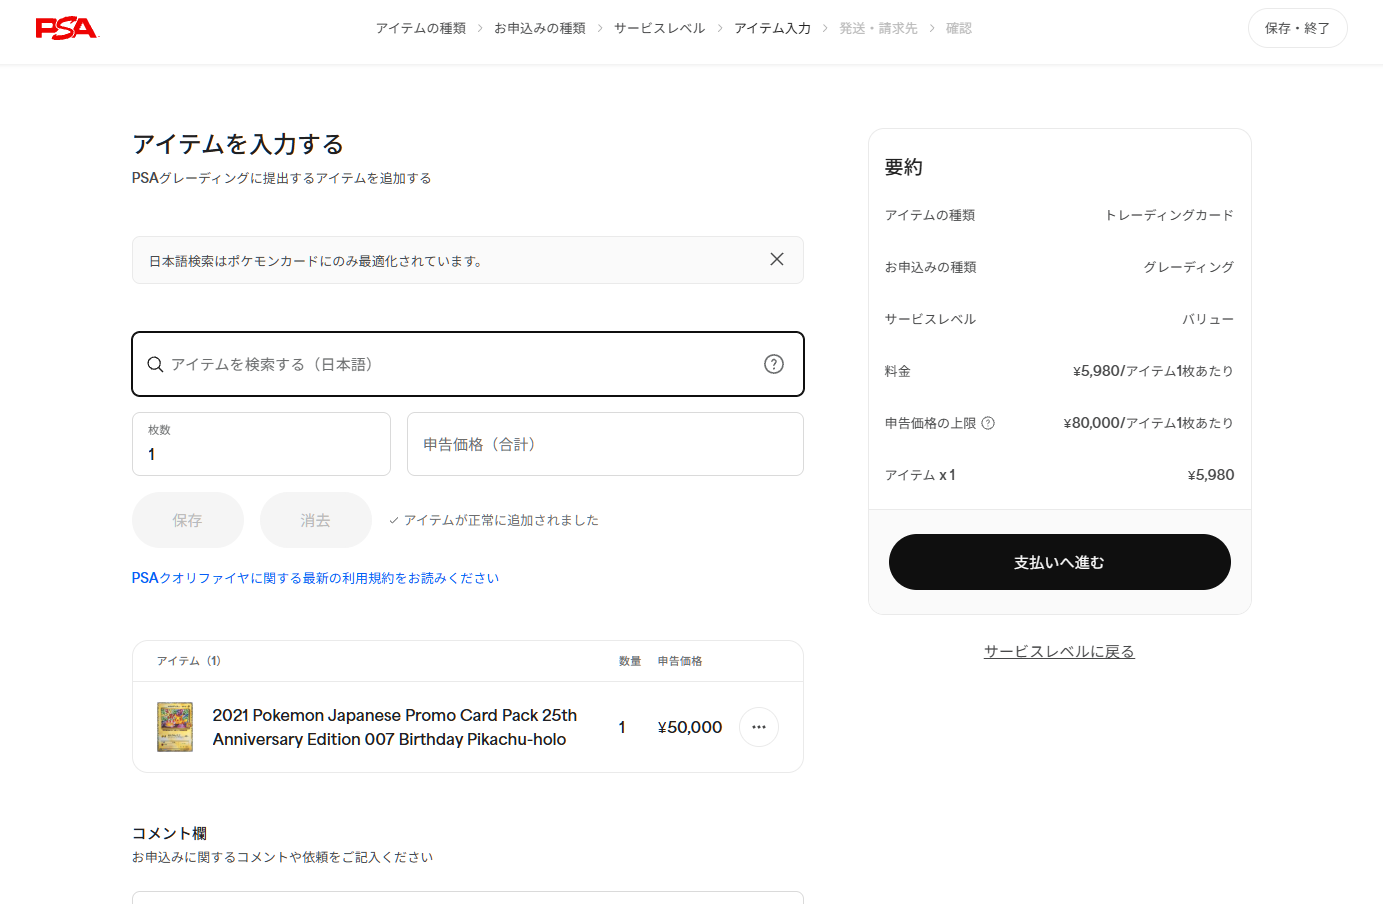 PSA
アイテムの種類 > お申込みの種類 > サービスレベル > アイテム入力 > 発送・請求先 > 確認
保存・終了
アイテムを入力する
PSAグレーディングに提出するアイテムを追加する
日本語検索はポケモンカードにのみ最適化されています。
アイテムを検索する（日本語）
枚数
1
申告価格（合計）
保存
消去
アイテムが正常に追加されました
PSAクオリファイヤに関する最新の利用規約をお読みください
アイテム（1） 数量 申告価格
2021 Pokemon Japanese Promo Card Pack 25th
Anniversary Edition 007 Birthday Pikachu-holo
1 ¥50,000
コメント欄
お申込みに関するコメントや依頼をご記入ください
要約
アイテムの種類 トレーディングカード
お申込みの種類 グレーディング
サービスレベル バリュー
料金 ¥5,980/アイテム1枚あたり
申告価格の上限 ¥80,000/アイテム1枚あたり
アイテム x 1 ¥5,980
支払いへ進む
サービスレベルに戻る